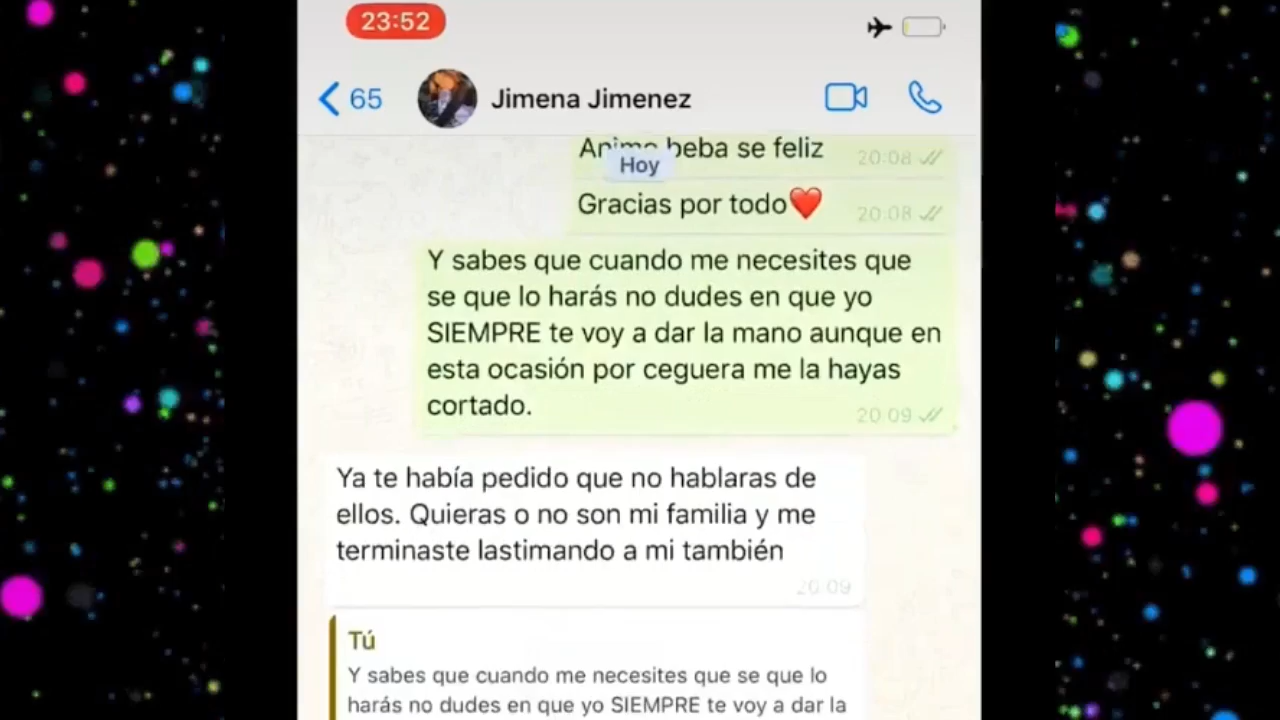 23:52
65
Jimena Jimenez
Animo beba se feliz
20:08
Hoy
Gracias por todo❤️
20:08
Y sabes que cuando me necesites que
se que lo harás no dudes en que yo
SIEMPRE te voy a dar la mano aunque en
esta ocasión por ceguera me la hayas
cortado.
20:09
Ya te había pedido que no hablaras de
ellos. Quieras o no son mi familia y me
terminaste lastimando a mi también
20:09
Tú
Y sabes que cuando me necesites que se que lo
harás no dudes en que yo SIEMPRE te voy a dar la